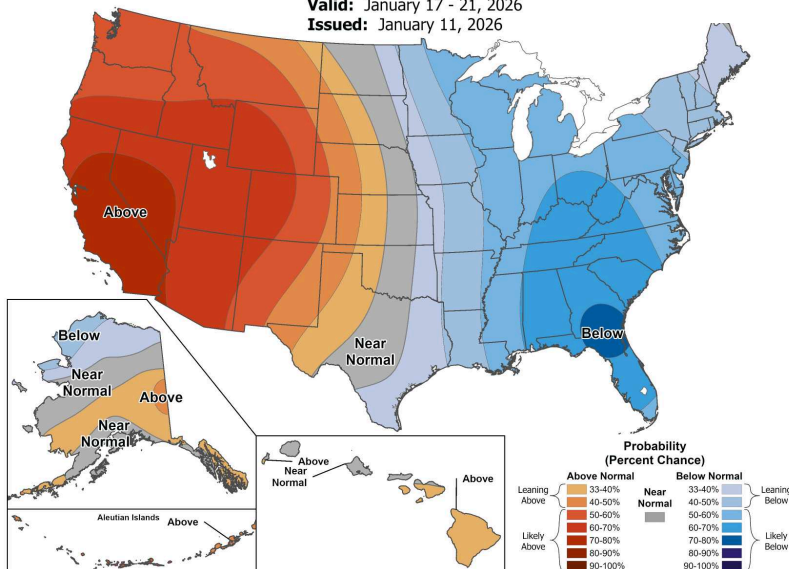 Valid: January 17 - 21, 2026
Issued: January 11, 2026
Above
Below
Near
Normal
Below
Near
Normal
Above
Near
Normal
Aleutian Islands
Above
Above
Near
Normal
Above
Probability
(Percent Chance)
Above Normal
Below Normal
Leaning
Above
33-40%
40-50%
Likely
Above
50-60%
60-70%
70-80%
80-90%
90-100%
Near
Normal
33-40%
40-50%
Leaning
Below
50-60%
60-70%
70-80%
80-90%
90-100%
Likely
Below